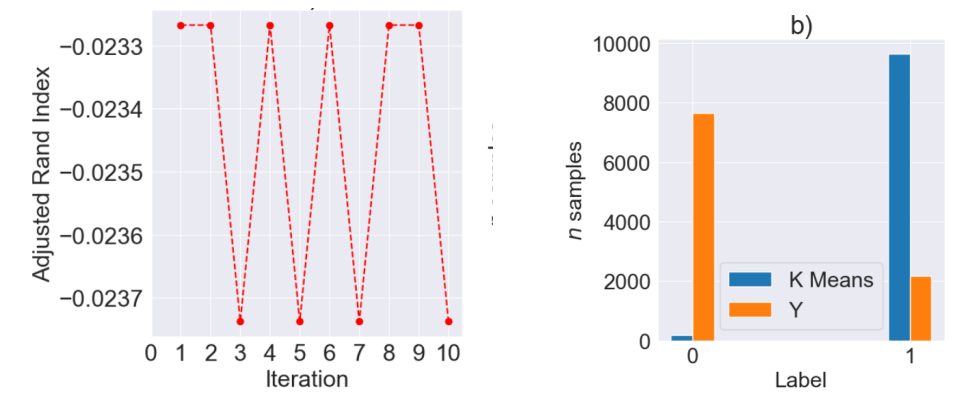 b)
−0.0233
−0.0234
−0.0235
−0.0236
−0.0237
Adjusted Rand Index
0 1 2 3 4 5 6 7 8 9 10
Iteration
10000
8000
6000
4000
2000
0
n samples
K Means
Y
0 1
Label